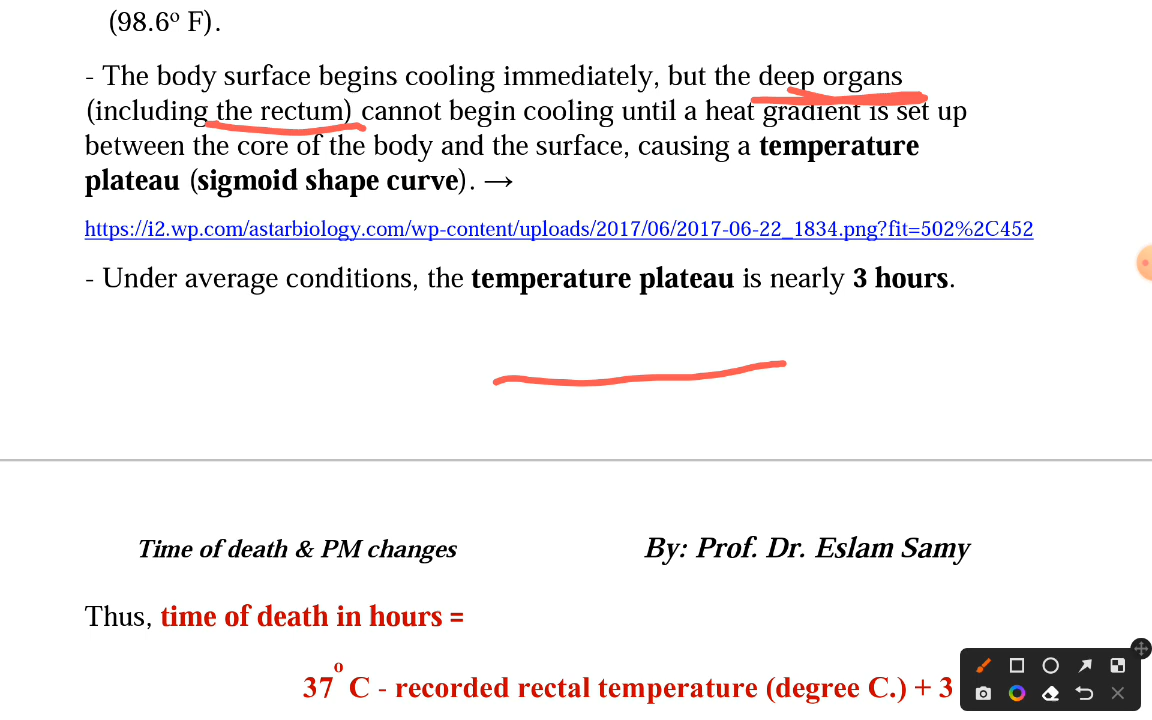 (98.6º F).
- The body surface begins cooling immediately, but the deep organs
(including the rectum) cannot begin cooling until a heat gradient is set up
between the core of the body and the surface, causing a temperature
plateau (sigmoid shape curve). →
https://i2.wp.com/astarbiology.com/wp-content/uploads/2017/06/2017-06-22_1834.png?fit=502%2C452
- Under average conditions, the temperature plateau is nearly 3 hours.
Time of death & PM changes By: Prof. Dr. Eslam Samy
Thus, time of death in hours =
37º C - recorded rectal temperature (degree C.) + 3